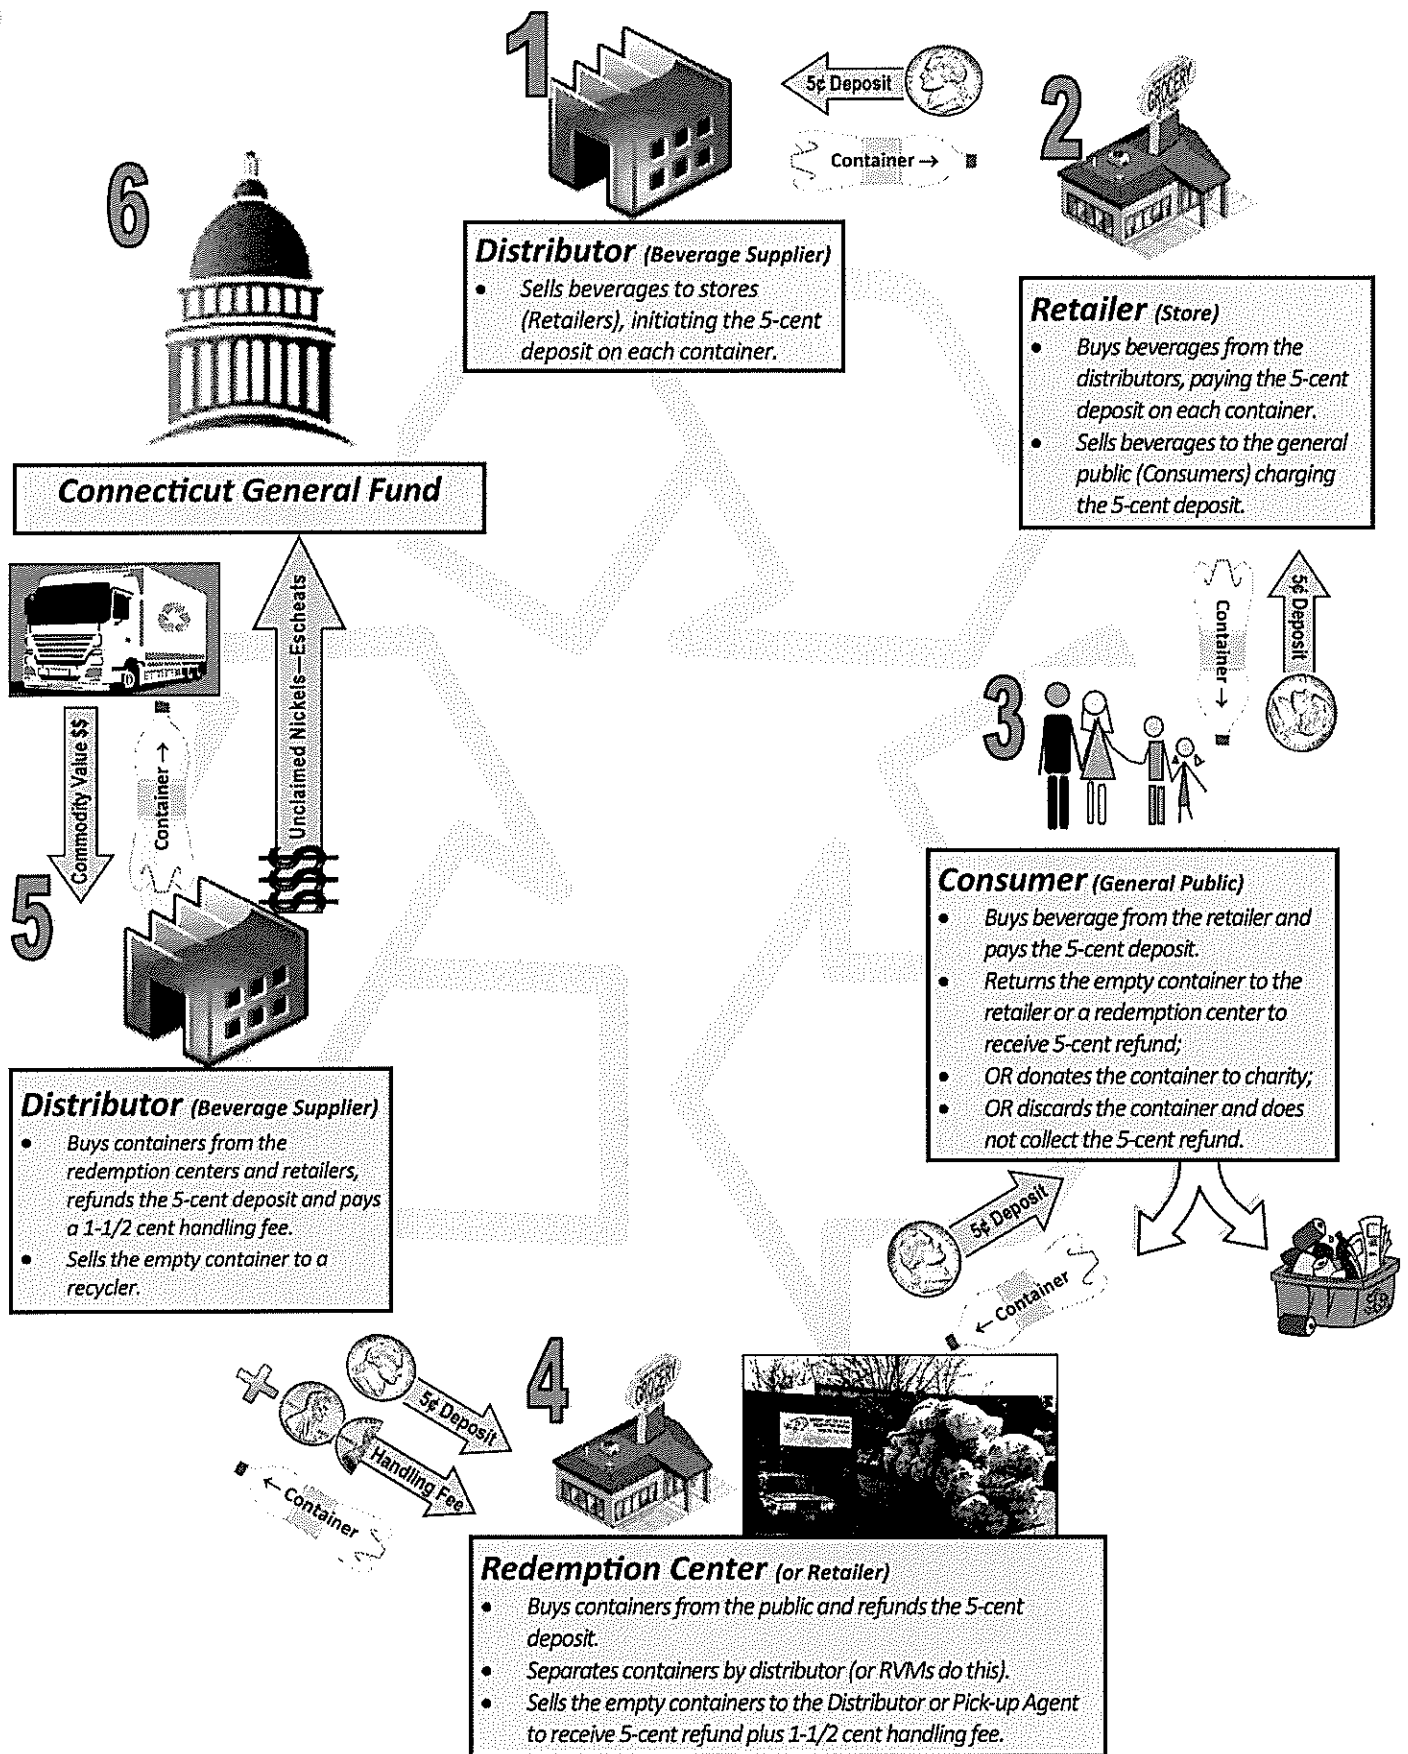 1
5¢ Deposit
Container →
2
GROCERY
Distributor (Beverage Supplier)
• Sells beverages to stores
(Retailers), initiating the 5-cent
deposit on each container.
Retailer (Store)
• Buys beverages from the
distributors, paying the 5-cent
deposit on each container.
• Sells beverages to the general
public (Consumers) charging
the 5-cent deposit.
5¢ Deposit
Container →
3
Consumer (General Public)
• Buys beverage from the retailer and
pays the 5-cent deposit.
• Returns the empty container to the
retailer or a redemption center to
receive 5-cent refund;
• OR donates the container to charity;
• OR discards the container and does
not collect the 5-cent refund.
5¢ Deposit
← Container
4
GROCERY
Redemption Center (or Retailer)
• Buys containers from the public and refunds the 5-cent
deposit.
• Separates containers by distributor (or RVMs do this).
• Sells the empty containers to the Distributor or Pick-up Agent
to receive 5-cent refund plus 1-1/2 cent handling fee.
5¢ Deposit
Handling Fee
← Container
5
Distributor (Beverage Supplier)
• Buys containers from the
redemption centers and retailers,
refunds the 5-cent deposit and pays
a 1-1/2 cent handling fee.
• Sells the empty container to a
recycler.
Commodity Value $$
Container →
Unclaimed Nickels—Escheats
6
Connecticut General Fund